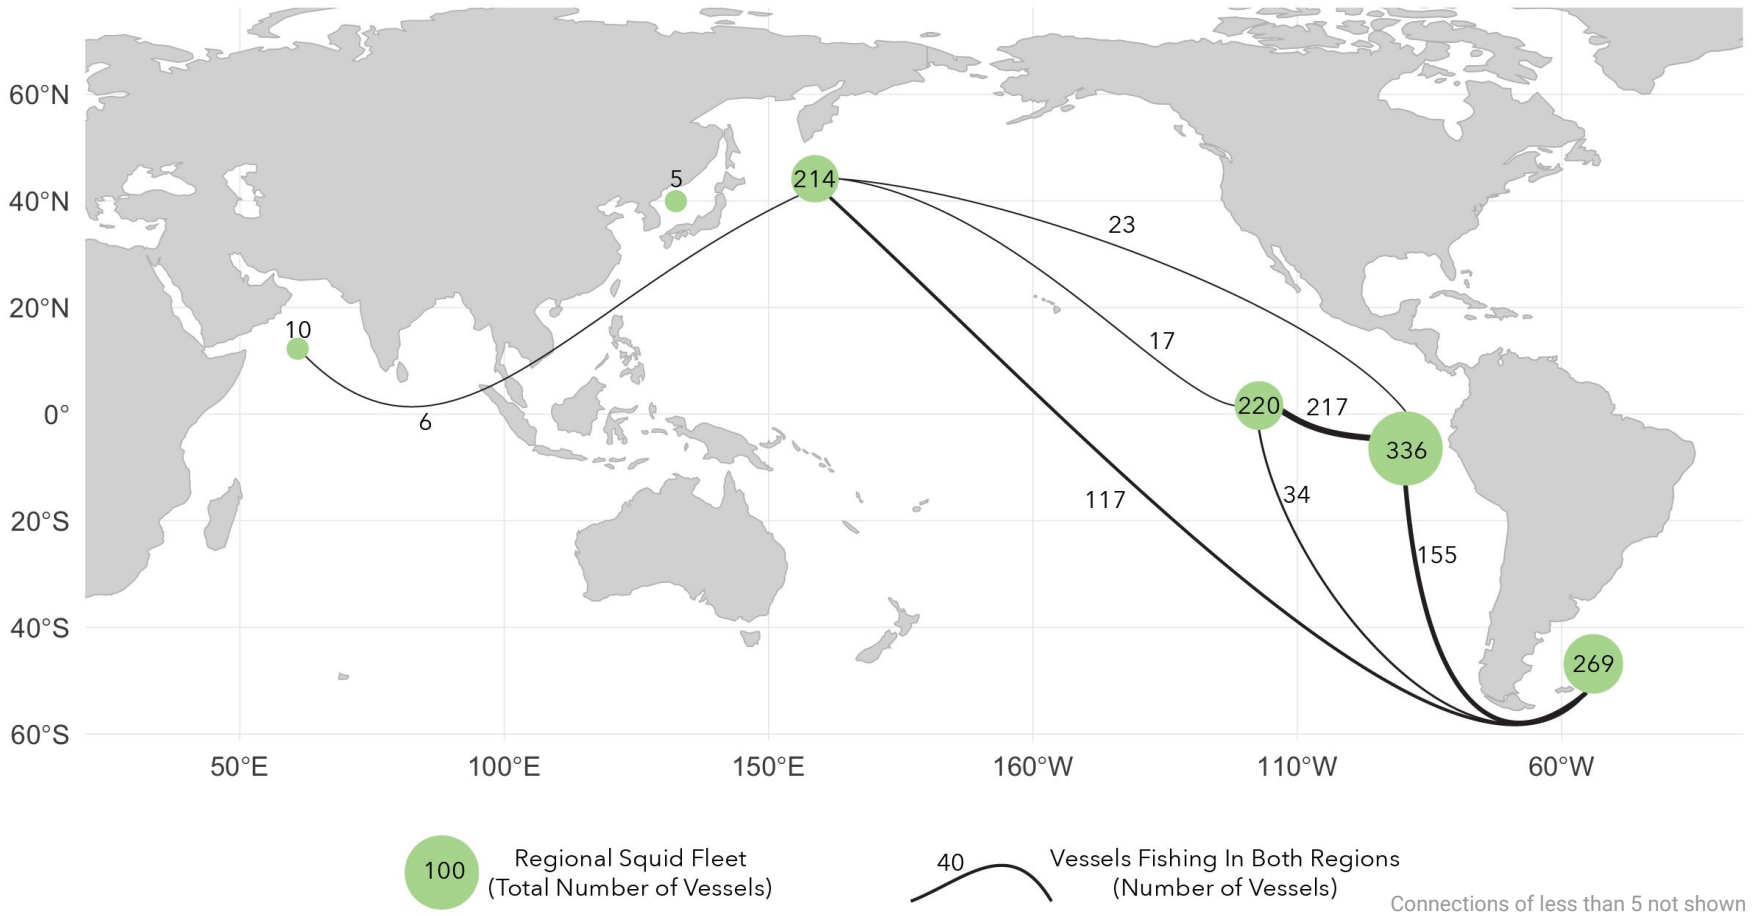 60°N
5
214
40°N
23
20°N
10
17
220
217
0°
6
336
117
34
20°S
155
40°S
269
60°S
50°E 100°E 150°E 160°W 110°W 60°W
100
Regional Squid Fleet
(Total Number of Vessels)
40
Vessels Fishing In Both Regions
(Number of Vessels)
Connections of less than 5 not shown